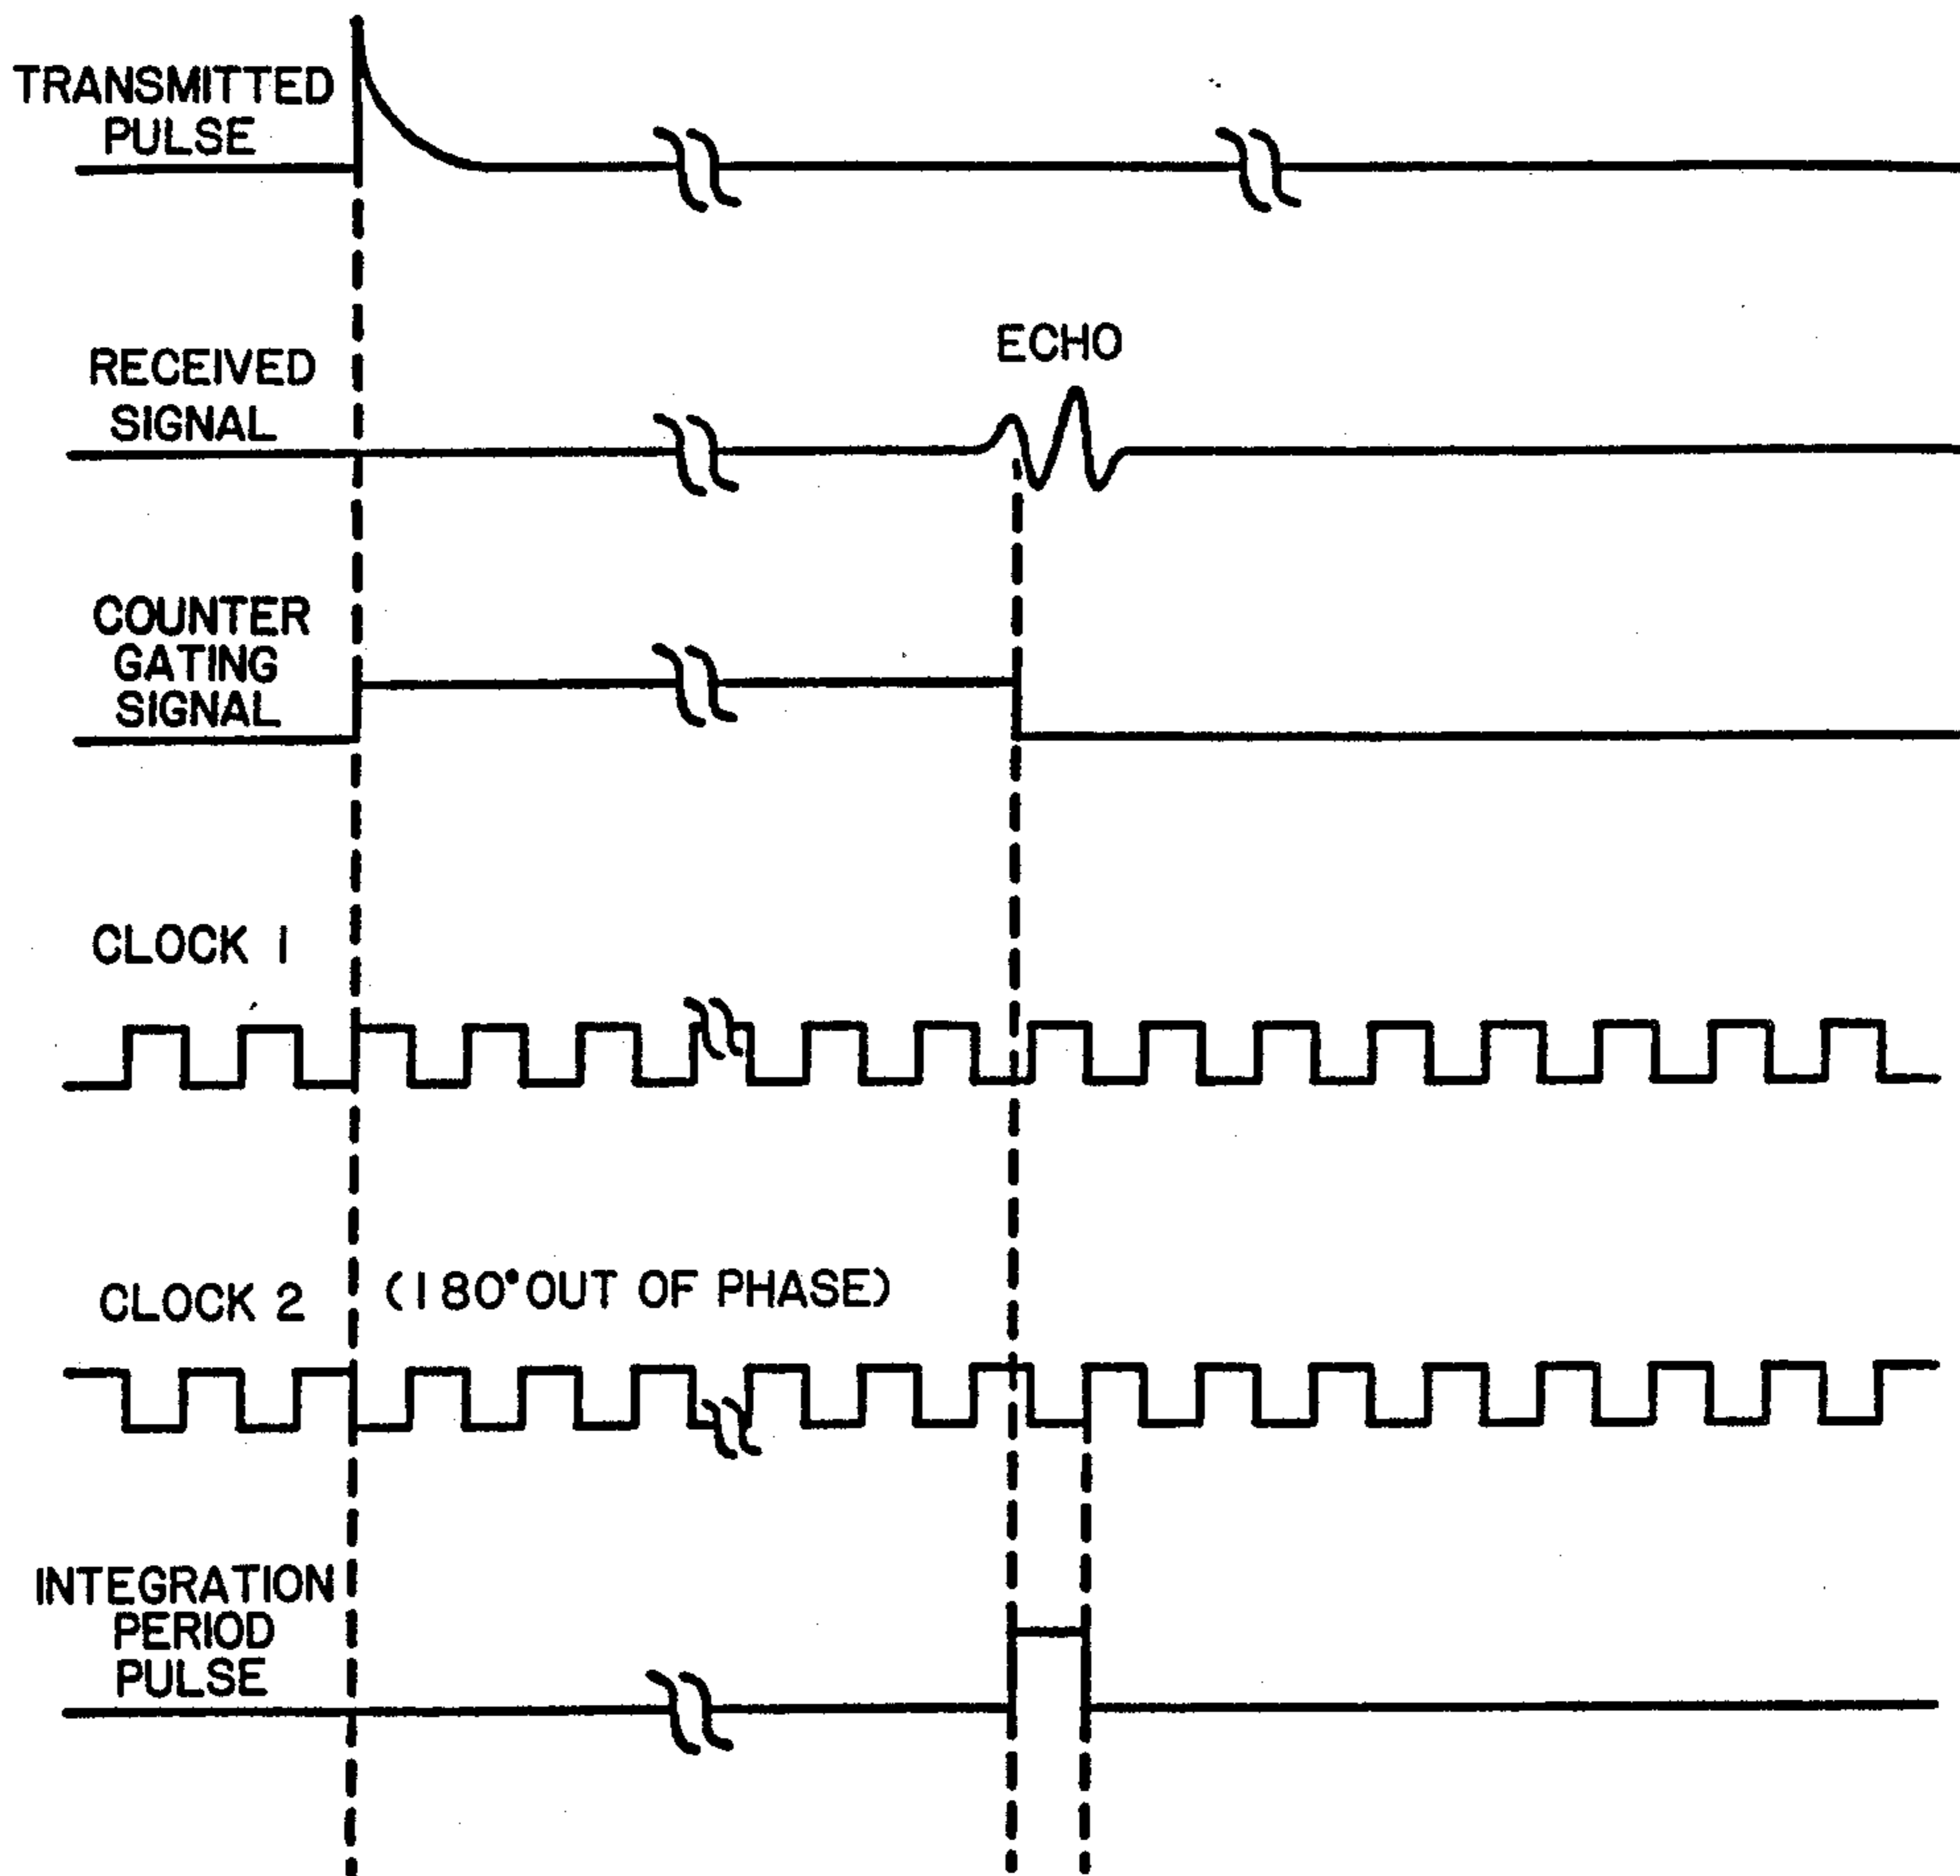 TRANSMITTED
PULSE
ECHO
RECEIVED
SIGNAL
COUNTER
GATING
SIGNAL
CLOCK 1
CLOCK 2 (180° OUT OF PHASE)
INTEGRATION
PERIOD
PULSE